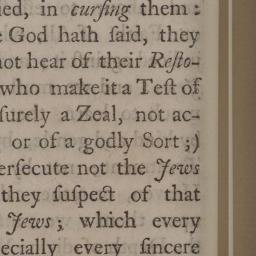 ied, in curſing them :
God hath ſaid, they
not hear of their Reſto-
who make it a Teſt of
ſurely a Zeal, not ac-
or of a godly Sort ;)
erſecute not the Jews
they ſuſpect of that
Jews ; which every
ecially every ſincere